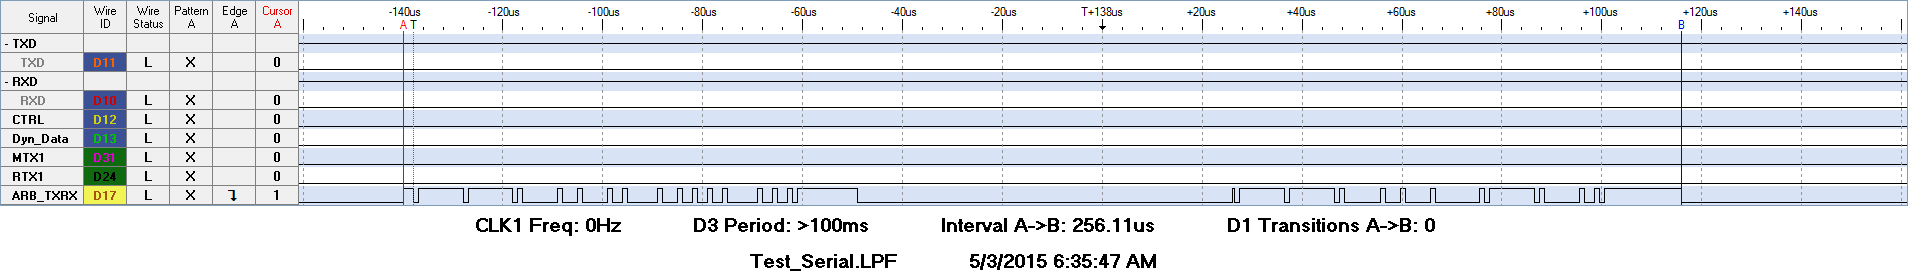 Signal Wire ID Wire Status Pattern A Edge A Cursor A -140us -120us -100us -80us -60us -40us -20us T+138us +20us +40us +60us +80us +100us +120us +140us
A T B
- TXD
TXD D11 L X 0
- RXD
RXD D10 L X 0
CTRL D12 L X 0
Dyn_Data D13 L X 0
MTX1 D31 L X 0
RTX1 D24 L X 0
ARB_TXRX D17 L X 1
CLK1 Freq: 0Hz D3 Period: >100ms Interval A->B: 256.11us D1 Transitions A->B: 0
Test_Serial.LPF 5/3/2015 6:35:47 AM